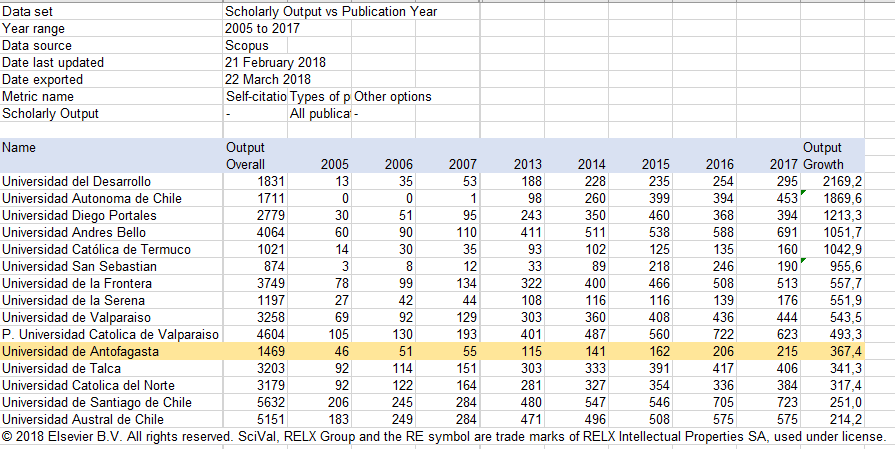 Data set Scholarly Output vs Publication Year
Year range 2005 to 2017
Data source Scopus
Date last updated 21 February 2018
Date exported 22 March 2018
Metric name Self-citatio Types of p Other options
Scholarly Output - All publica -
Name Output Output
Overall 2005 2006 2007 2013 2014 2015 2016 2017 Growth
Universidad del Desarrollo 1831 13 35 53 188 228 235 254 295 2169,2
Universidad Autonoma de Chile 1711 0 0 1 98 260 399 394 453 1869,6
Universidad Diego Portales 2779 30 51 95 243 350 460 368 394 1213,3
Universidad Andres Bello 4064 60 90 110 411 511 538 588 691 1051,7
Universidad Católica de Termuco 1021 14 30 35 93 102 125 135 160 1042,9
Universidad San Sebastian 874 3 8 12 33 89 218 246 190 955,6
Universidad de la Frontera 3749 78 99 134 322 400 466 508 513 557,7
Universidad de la Serena 1197 27 42 44 108 116 116 139 176 551,9
Universidad de Valparaiso 3258 69 92 129 303 360 408 436 444 543,5
P. Universidad Catolica de Valparaiso 4604 105 130 193 401 487 560 722 623 493,3
Universidad de Antofagasta 1469 46 51 55 115 141 162 206 215 367,4
Universidad de Talca 3203 92 114 151 303 333 391 417 406 341,3
Universidad Catolica del Norte 3179 92 122 164 281 327 354 336 384 317,4
Universidad de Santiago de Chile 5632 206 245 284 480 547 546 705 723 251,0
Universidad Austral de Chile 5151 183 249 284 471 496 508 575 575 214,2
© 2018 Elsevier B.V. All rights reserved. SciVal, RELX Group and the RE symbol are trade marks of RELX Intellectual Properties SA, used under license.